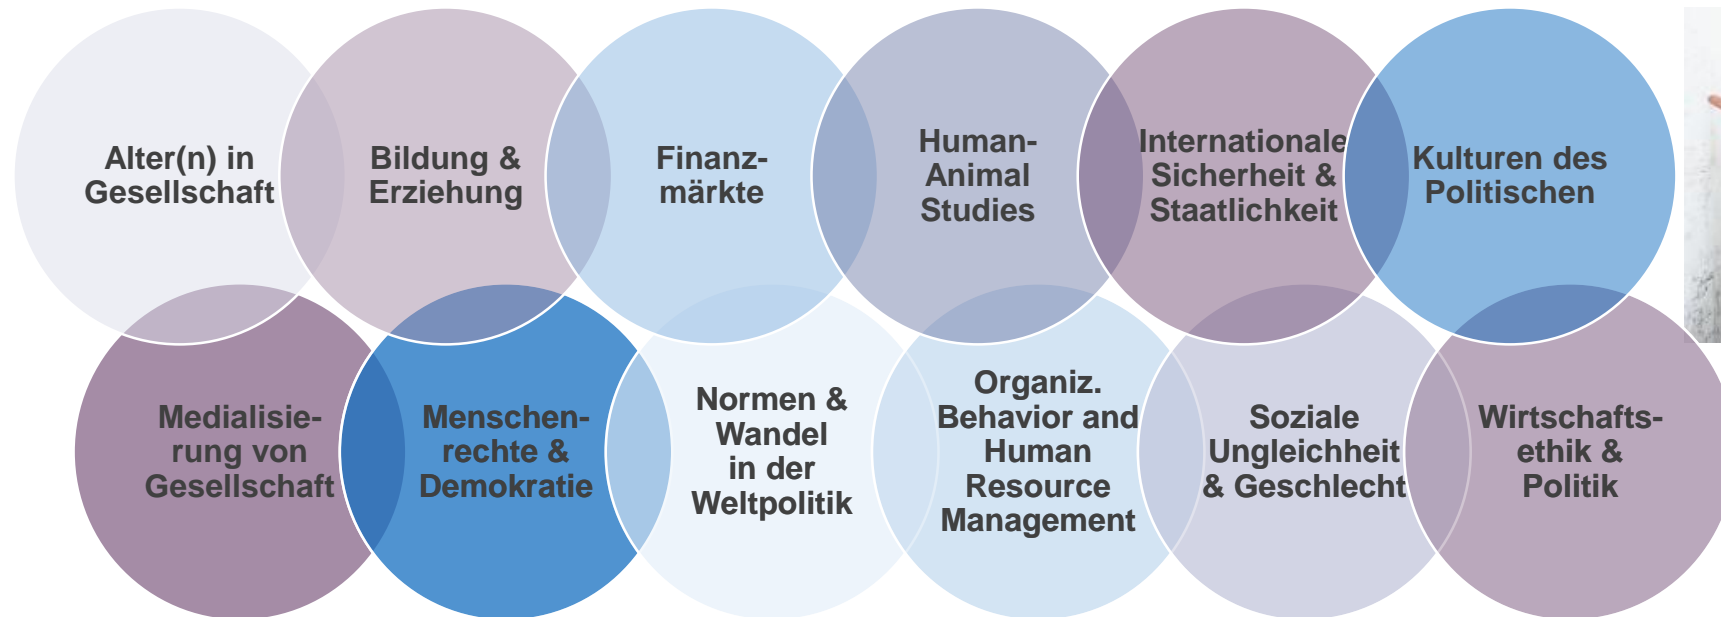 Alter(n) in
Gesellschaft
Bildung &
Erziehung
Finanz-
märkte
Human-
Animal
Studies
Internationale
Sicherheit &
Staatlichkeit
Kulturen des
Politischen
Medialisie-
rung von
Gesellschaft
Menschen-
rechte &
Demokratie
Normen &
Wandel
in der
Weltpolitik
Organiz.
Behavior and
Human
Resource
Management
Soziale
Ungleichheit
& Geschlecht
Wirtschafts-
ethik &
Politik